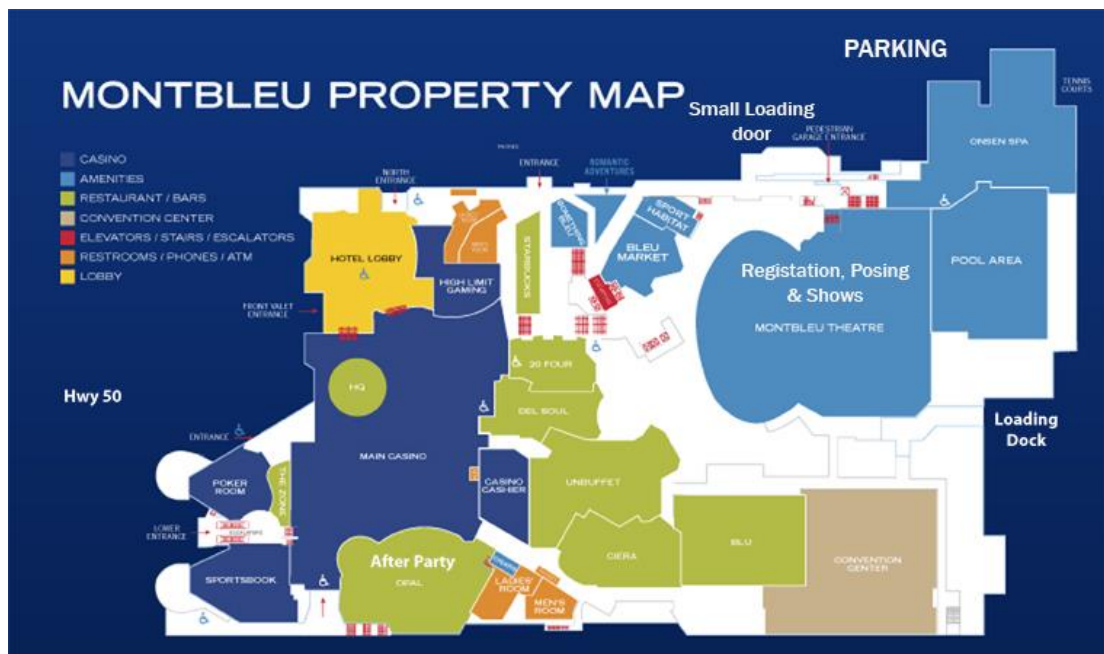 PARKING
MONTBLEU PROPERTY MAP
Small Loading
door
TENNIS
COURTS
PEDESTRIAN
GARAGE ENTRANCE
ONSEN SPA
CASINO
AMENITIES
RESTAURANT / BARS
CONVENTION CENTER
ELEVATORS / STAIRS / ESCALATORS
RESTROOMS / PHONES / ATM
LOBBY
NORTH
ENTRANCE
ENTRANCE
ROMANTIC
ADVENTURES
SPORT
HABITAT
BLEU
MARKET
STARBUCKS
HOTEL LOBBY
HIGH LIMIT
GAMING
POOL AREA
Registation, Posing
& Shows
MONTBLEU THEATRE
FRONT VALET
ENTRANCE
20 FOUR
HQ
DEL SOUL
Hwy 50
Loading
Dock
ENTRANCE
MAIN CASINO
POKER
ROOM
THE ZONE
CASINO
CASHIER
UNBUFFET
LOWER
ENTRANCE
BLU
CIERA
CONVENTION
CENTER
SPORTSBOOK
After Party
OPAL
LADIES'
ROOM
MEN'S
ROOM